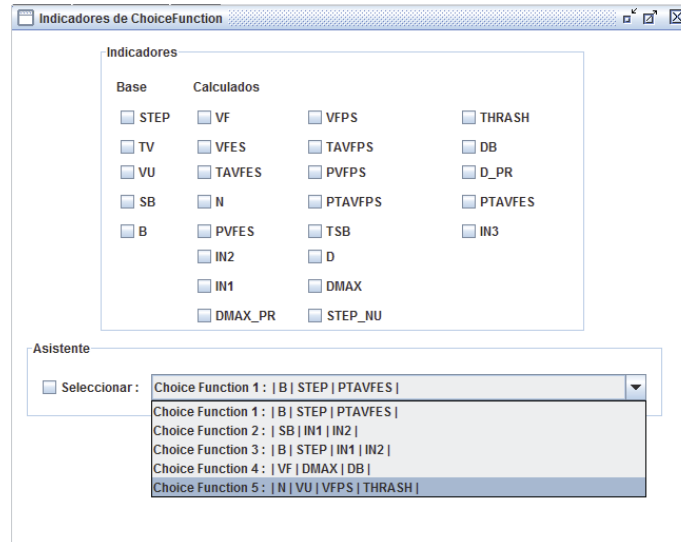 Indicadores de ChoiceFunction
Indicadores
Base Calculados
STEP VF VFPS THRASH
TV VFES TAVFPS DB
VU TAVFES PVFPS D_PR
SB N PTAVFPS PTAVFES
B PVFES TSB IN3
IN2 D
IN1 DMAX
DMAX_PR STEP_NU
Asistente
Seleccionar : Choice Function 1 : | B | STEP | PTAVFES |
Choice Function 1 : | B | STEP | PTAVFES |
Choice Function 2 : | SB | IN1 | IN2 |
Choice Function 3 : | B | STEP | IN1 | IN2 |
Choice Function 4 : | VF | DMAX | DB |
Choice Function 5 : | N | VU | VFPS | THRASH |